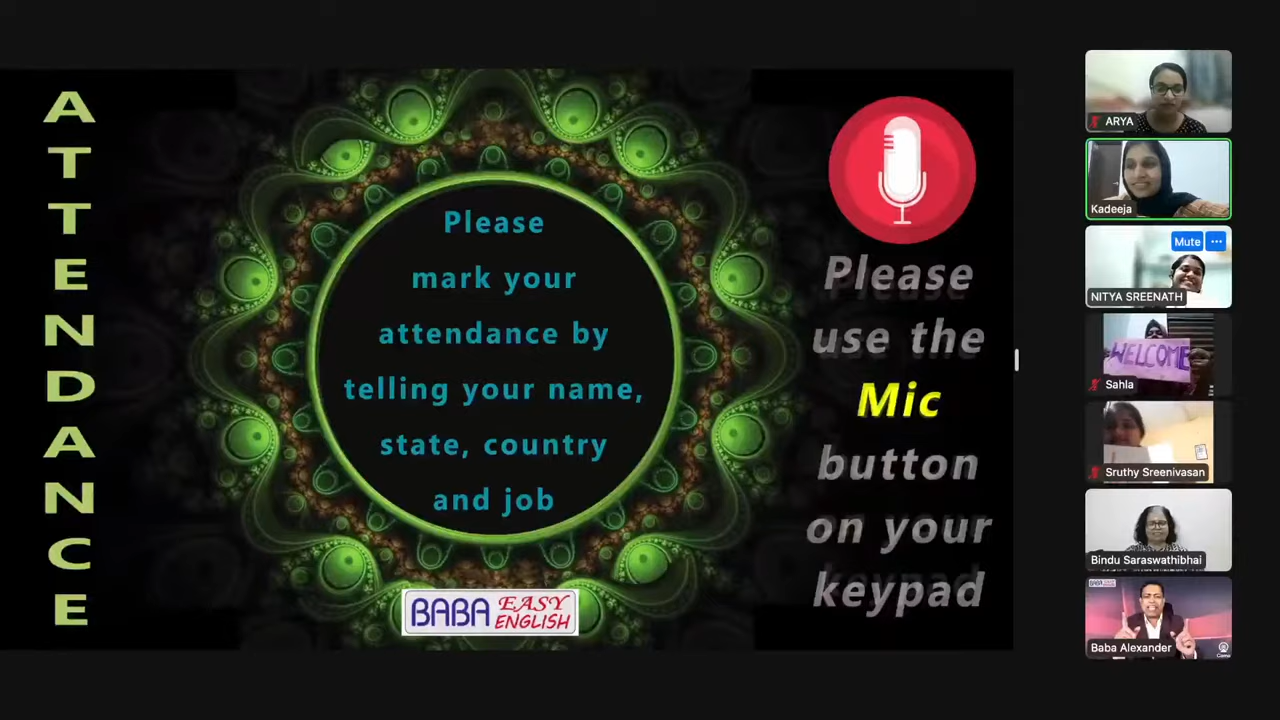 ATTENDANCE
Please
mark your
attendance by
telling your name,
state, country
and job
BABA EASY
ENGLISH
Please
use the
Mic
button
on your
keypad
ARYA
Kadeeja
Mute
NITYA SREENATH
WELCOME
Sahla
Sruthy Sreenivasan
Bindu Saraswathibhai
Baba Alexander